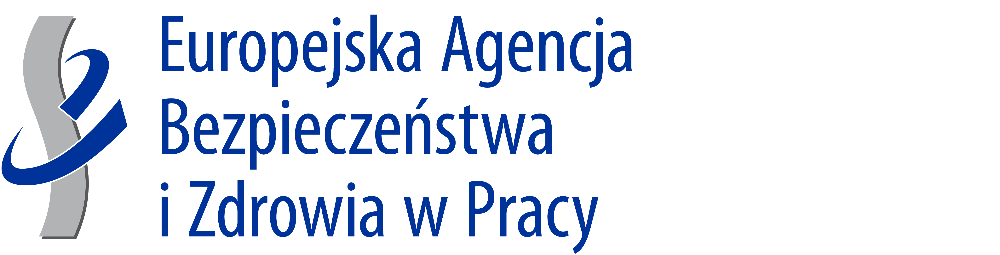 Europejska Agencja
Bezpieczeństwa
i Zdrowia w Pracy